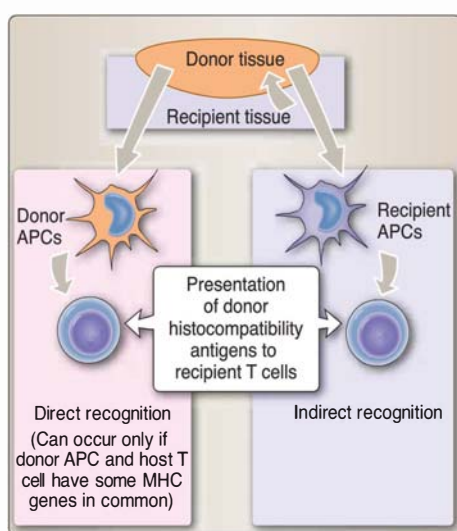 Donor tissue
Recipient tissue
Donor
APCs
Recipient
APCs
Presentation
of donor
histocompatibility
antigens to
recipient T cells
Direct recognition
(Can occur only if
donor APC and host T
cell have some MHC
genes in common)
Indirect recognition